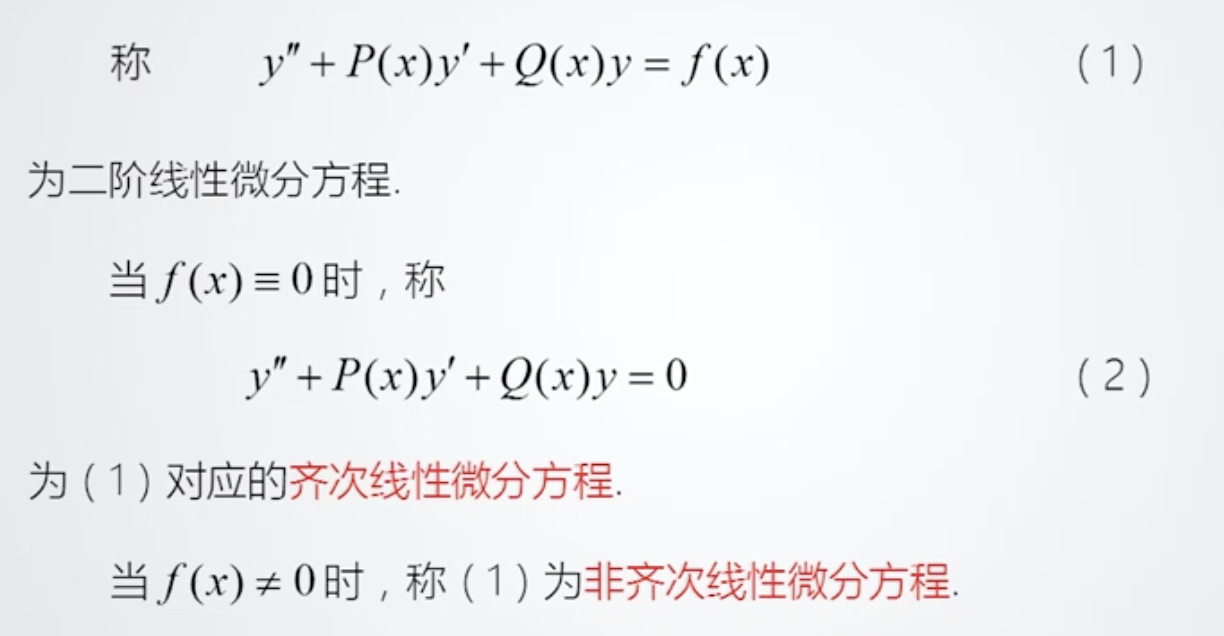 称 y″ + P(x)y′ + Q(x)y = f(x) （1）
为二阶线性微分方程.
当 f(x) ≡ 0 时，称
y″ + P(x)y′ + Q(x)y = 0 （2）
为（1）对应的齐次线性微分方程.
当 f(x) ≠ 0 时，称（1）为非齐次线性微分方程.